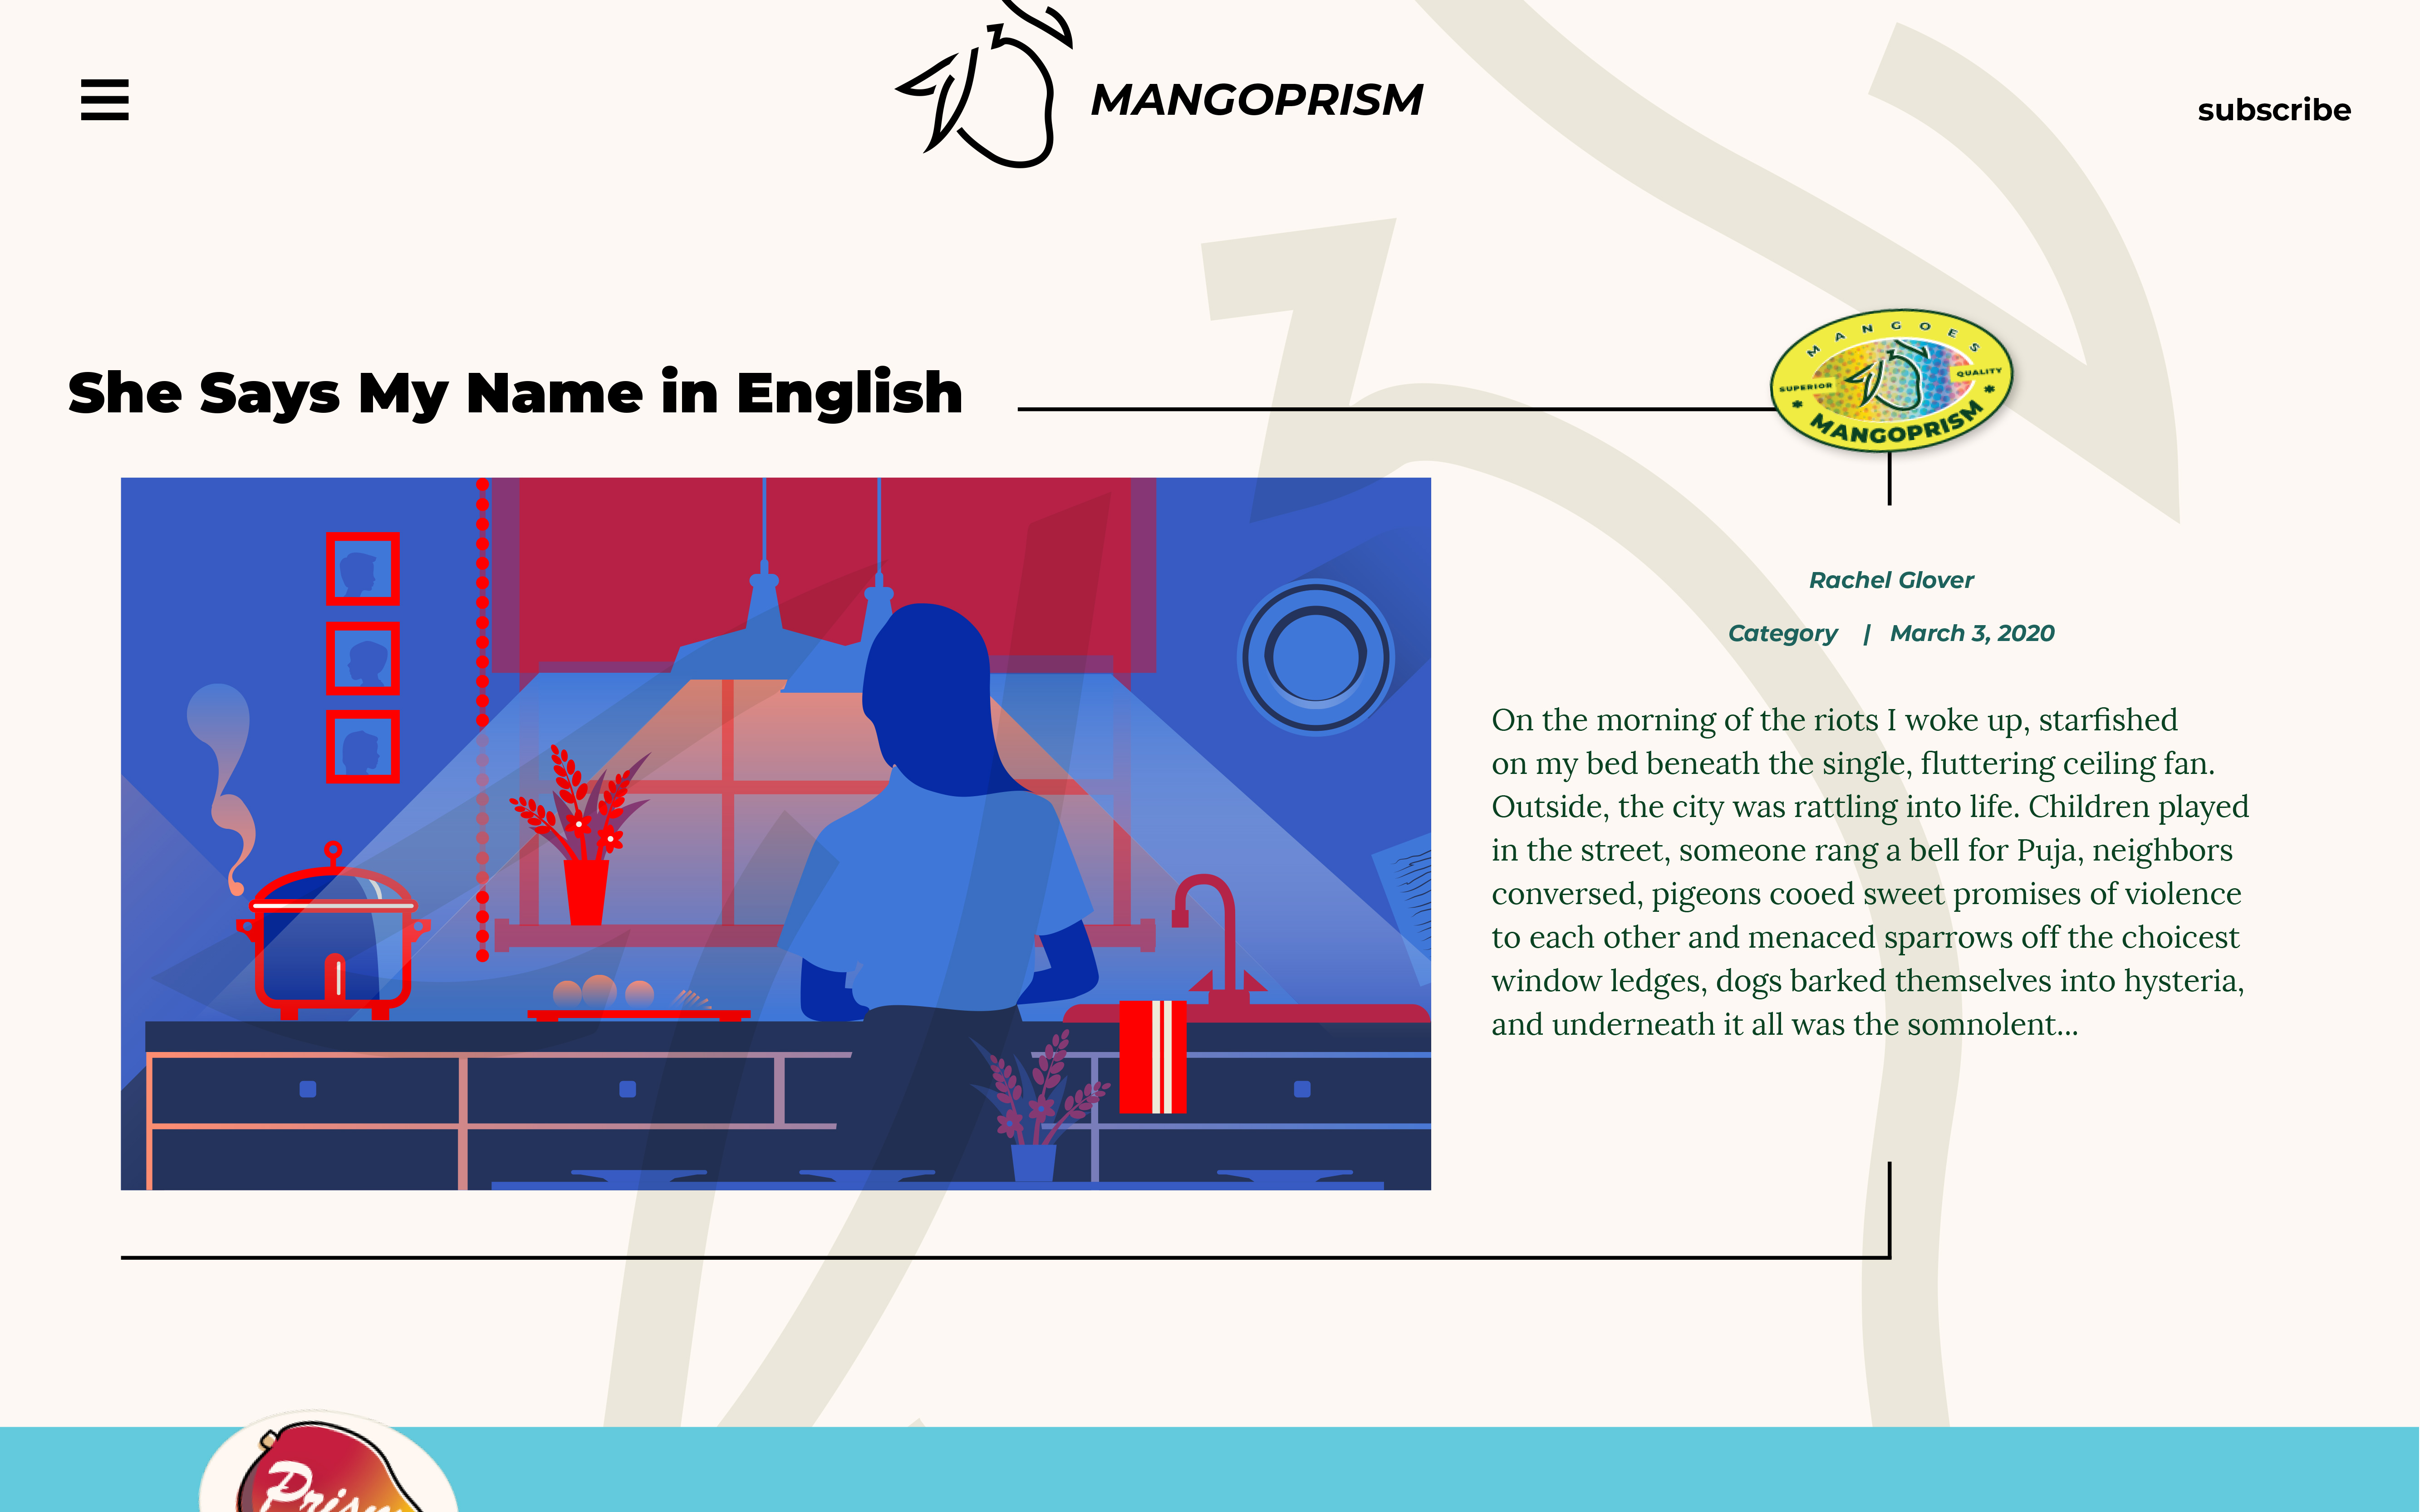 MANGOPRISM
subscribe
She Says My Name in English
MANGOES
SUPERIOR QUALITY
MANGOPRISM
Rachel Glover
Category | March 3, 2020
On the morning of the riots I woke up, starfished
on my bed beneath the single, fluttering ceiling fan.
Outside, the city was rattling into life. Children played
in the street, someone rang a bell for Puja, neighbors
conversed, pigeons cooed sweet promises of violence
to each other and menaced sparrows off the choicest
window ledges, dogs barked themselves into hysteria,
and underneath it all was the somnolent...